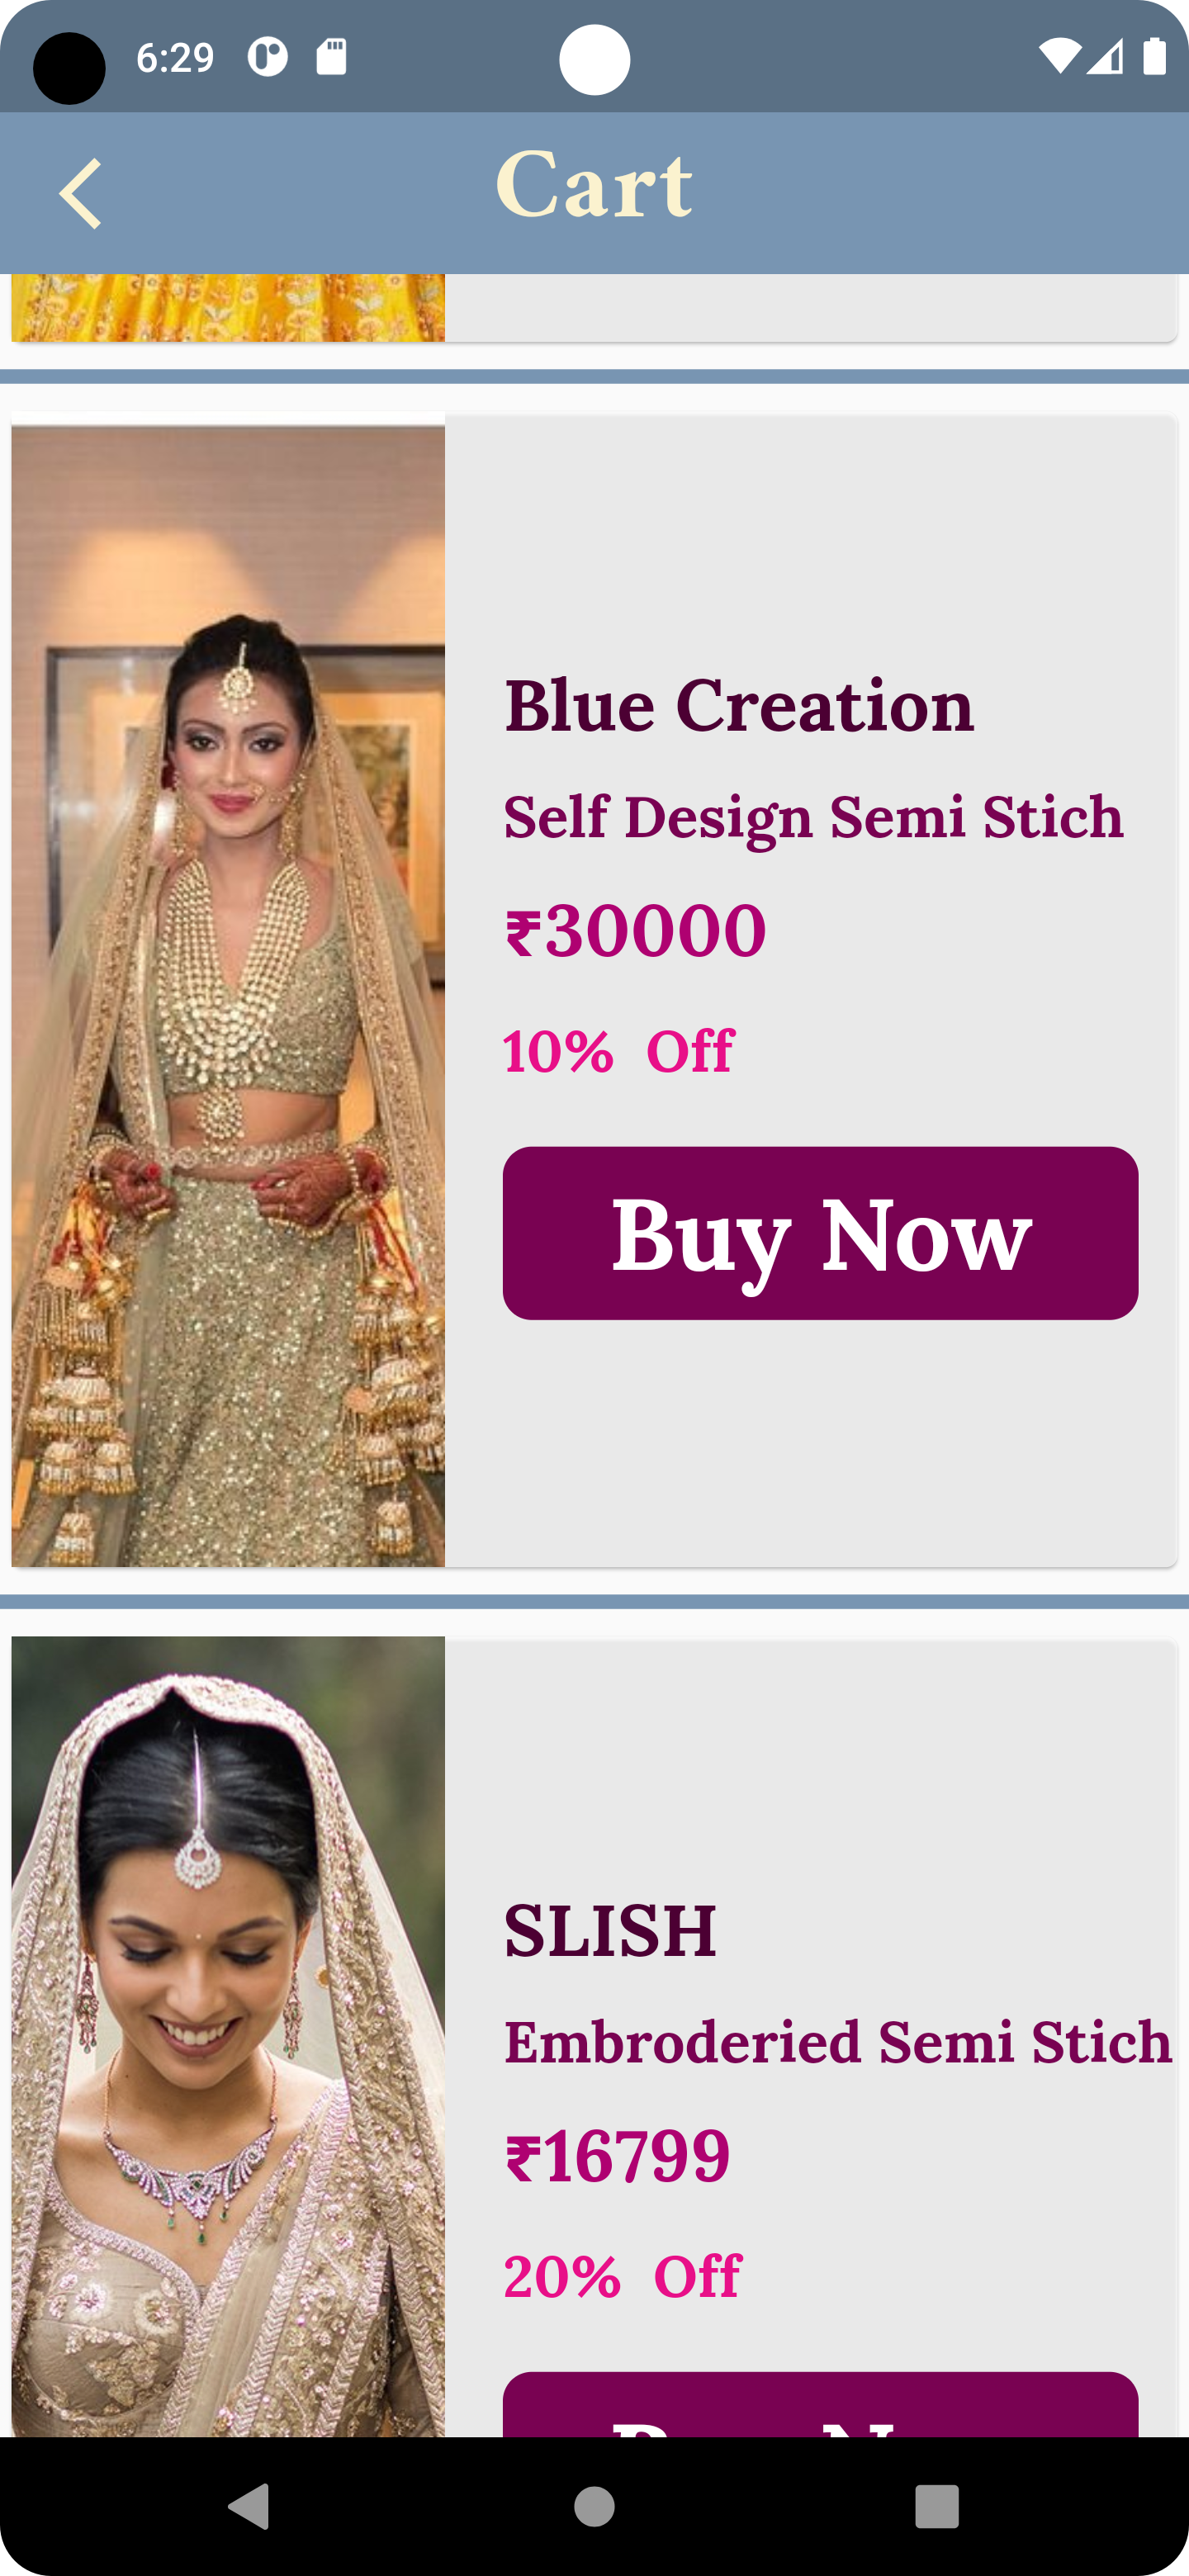 6:29
Cart
Blue Creation
Self Design Semi Stich
₹30000
10% Off
Buy Now
SLISH
Embroderied Semi Stich
₹16799
20% Off